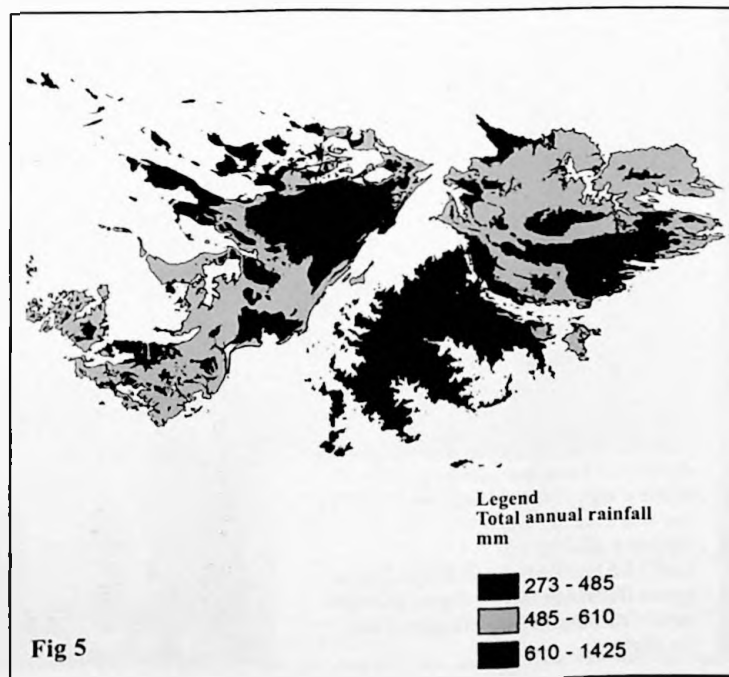 Legend
Total annual rainfall
mm
273 - 485
485 - 610
610 - 1425
Fig 5